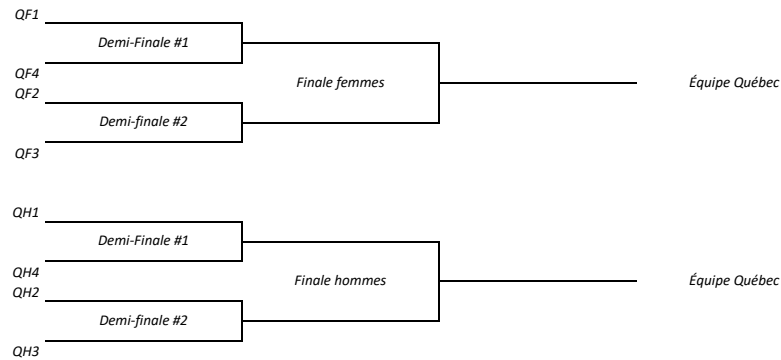 QF1
Demi-Finale #1
QF4
QF2
Finale femmes
Équipe Québec
Demi-finale #2
QF3
QH1
Demi-Finale #1
QH4
QH2
Finale hommes
Équipe Québec
Demi-finale #2
QH3